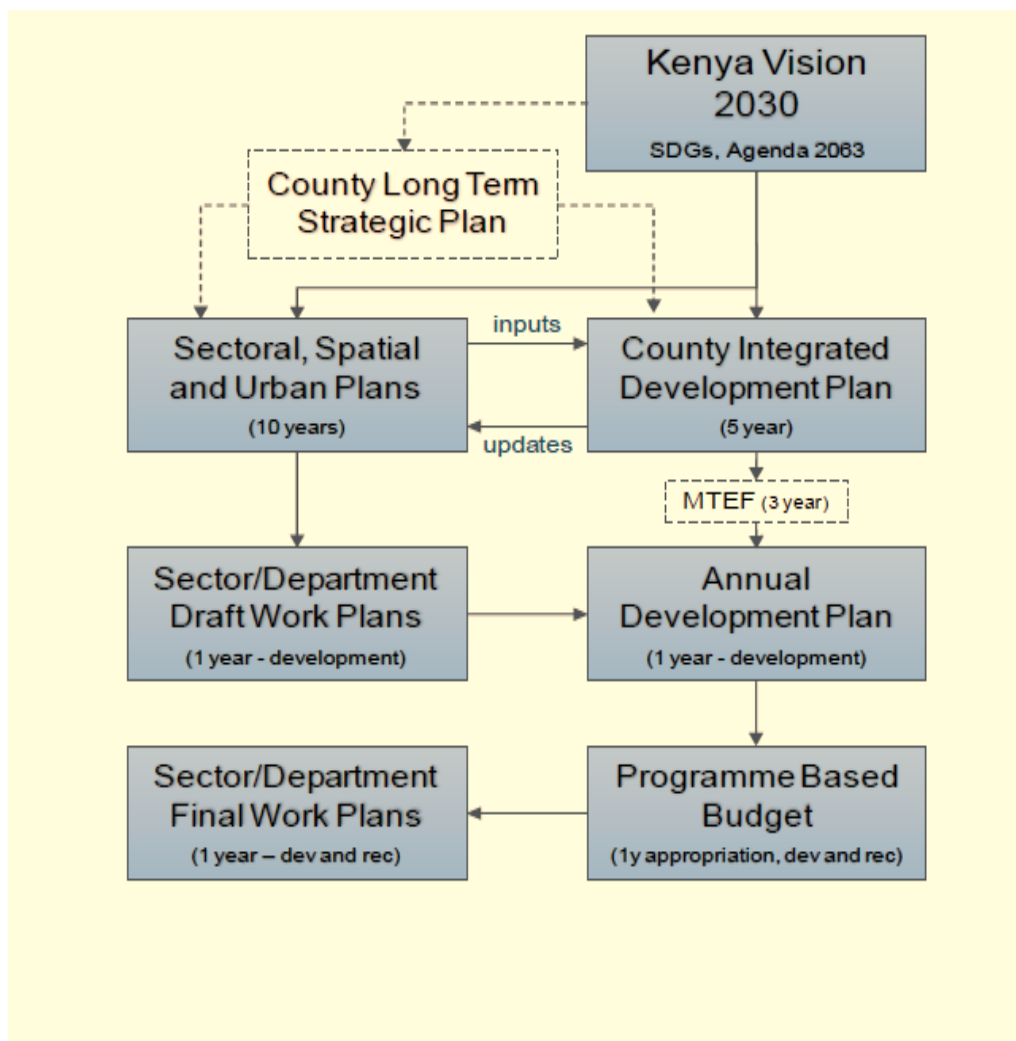 Kenya Vision
2030
SDGs, Agenda 2063
County Long Term
Strategic Plan
Sectoral, Spatial
and Urban Plans
(10 years)
inputs
updates
County Integrated
Development Plan
(5 year)
MTEF (3 year)
Sector/Department
Draft Work Plans
(1 year - development)
Annual
Development Plan
(1 year - development)
Sector/Department
Final Work Plans
(1 year – dev and rec)
Programme Based
Budget
(1y appropriation, dev and rec)